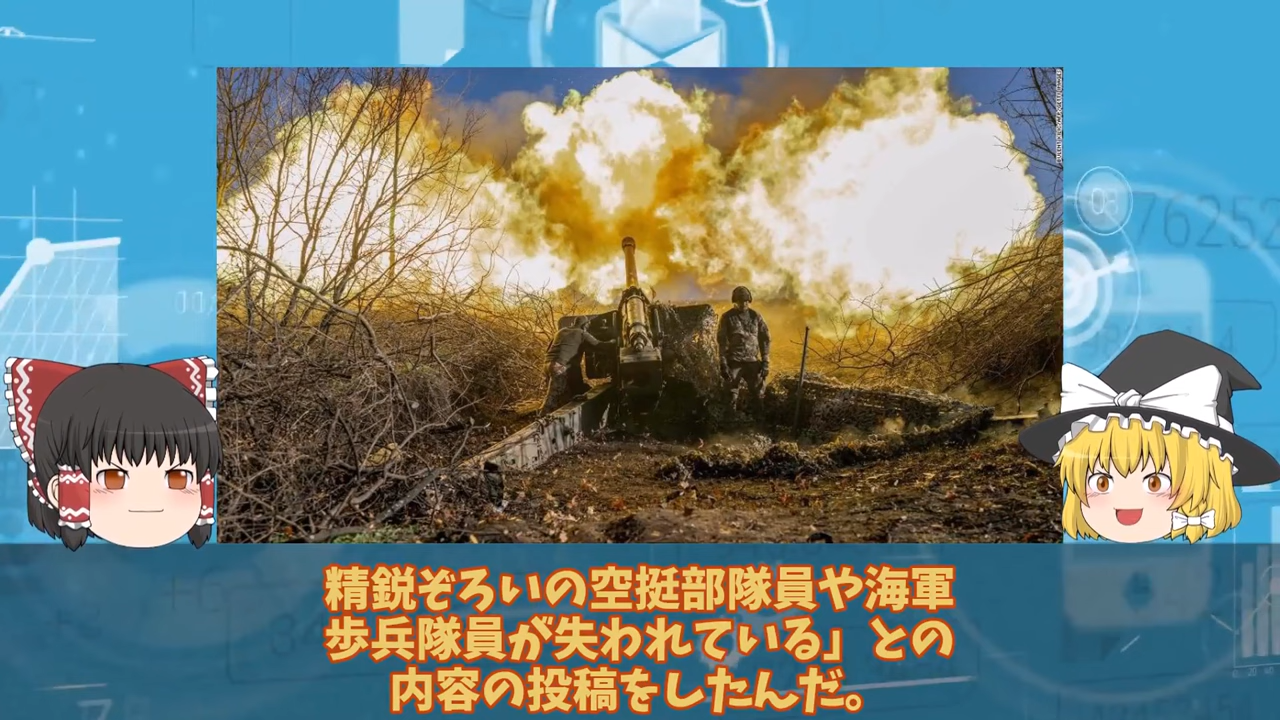 76252
精鋭ぞろいの空挺部隊員や海軍
歩兵隊員が失われている」との
内容の投稿をしたんだ。